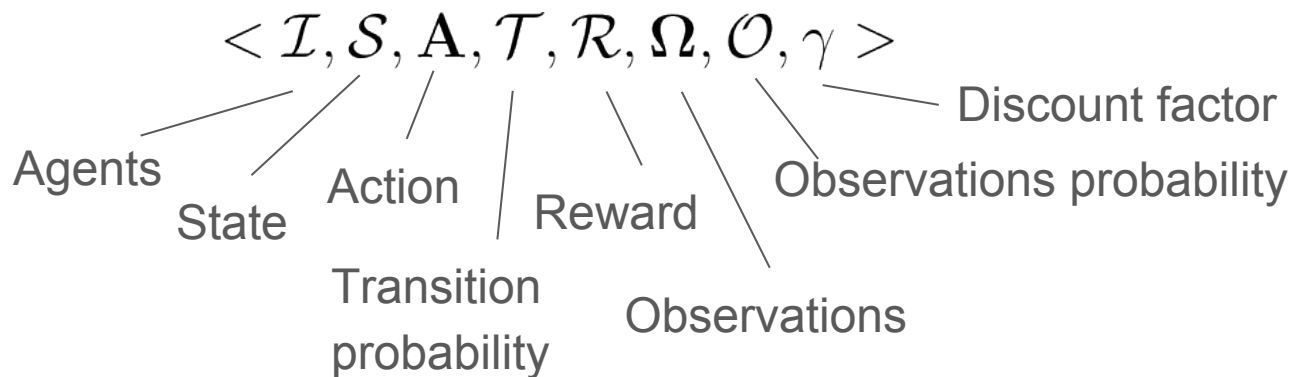 < 𝓘, 𝓢, 𝐀, 𝓣, 𝓡, 𝛀, 𝓞, γ >
Discount factor
Agents
Action
Observations probability
State
Reward
Transition
probability
Observations